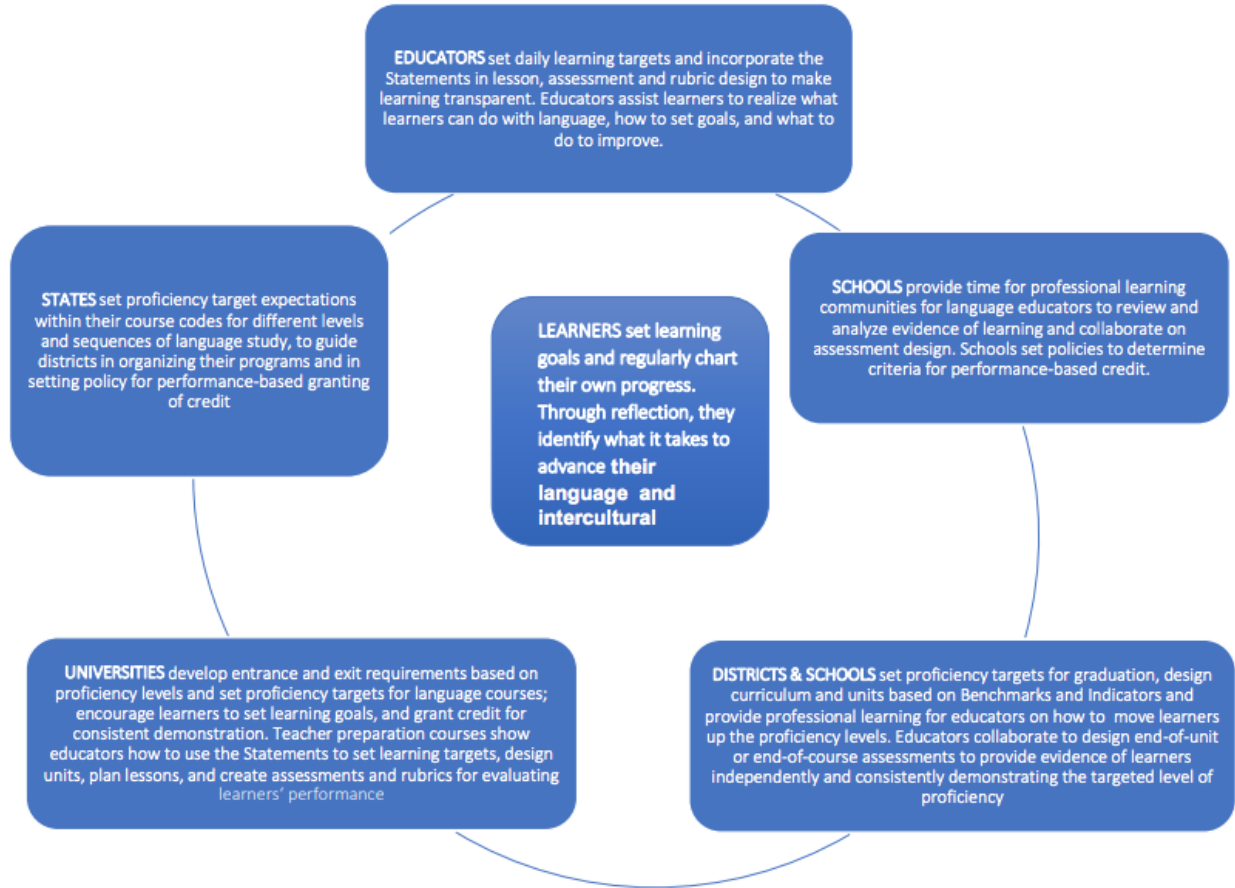 EDUCATORS set daily learning targets and incorporate the
Statements in lesson, assessment and rubric design to make
learning transparent. Educators assist learners to realize what
learners can do with language, how to set goals, and what to
do to improve.
STATES set proficiency target expectations
within their course codes for different levels
and sequences of language study, to guide
districts in organizing their programs and in
setting policy for performance-based granting
of credit
SCHOOLS provide time for professional learning
communities for language educators to review and
analyze evidence of learning and collaborate on
assessment design. Schools set policies to determine
criteria for performance-based credit.
LEARNERS set learning
goals and regularly chart
their own progress.
Through reflection, they
identify what it takes to
advance their
language and
intercultural
UNIVERSITIES develop entrance and exit requirements based on
proficiency levels and set proficiency targets for language courses;
encourage learners to set learning goals, and grant credit for
consistent demonstration. Teacher preparation courses show
educators how to use the Statements to set learning targets, design
units, plan lessons, and create assessments and rubrics for evaluating
learners' performance
DISTRICTS & SCHOOLS set proficiency targets for graduation, design
curriculum and units based on Benchmarks and Indicators and
provide professional learning for educators on how to move learners
up the proficiency levels. Educators collaborate to design end-of-unit
or end-of-course assessments to provide evidence of learners
independently and consistently demonstrating the targeted level of
proficiency